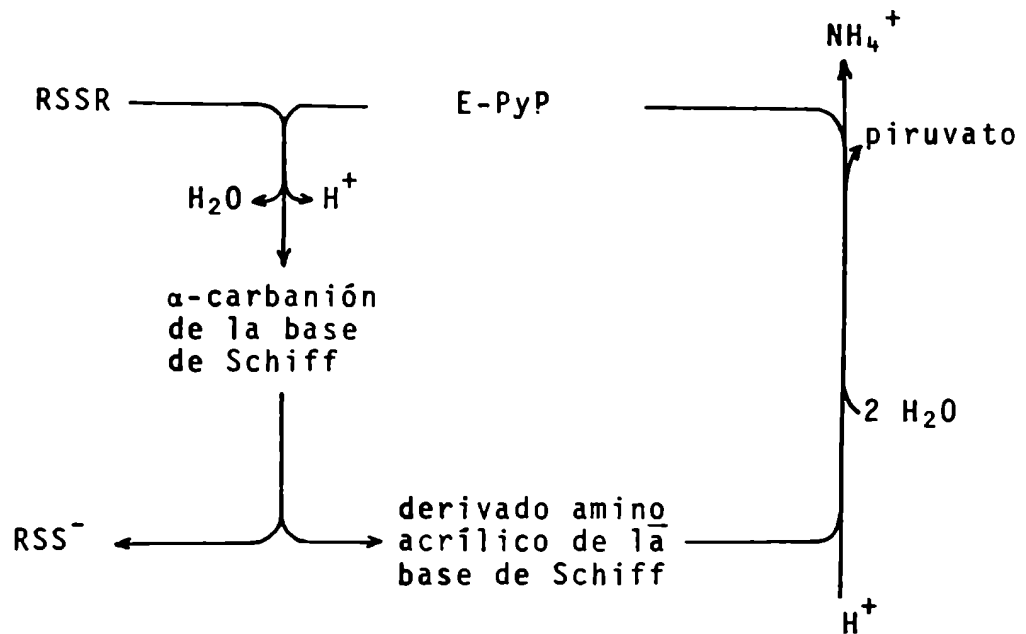 NH₄⁺
RSSR
E-PyP
piruvato
H₂O
H⁺
α-carbanión
de la base
de Schiff
2 H₂O
RSS⁻
derivado amino
acrílico de la
base de Schiff
H⁺